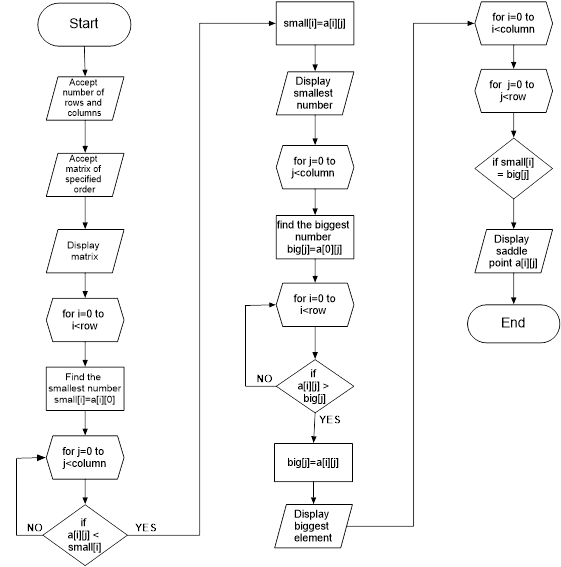 Start
Accept
number of
rows and
columns
Accept
matrix of
specified
order
Display
matrix
for i=0 to
i<row
Find the
smallest number
small[i]=a[i][0]
for j=0 to
j<column
if
a[i][j] <
small[i]
NO
YES
small[i]=a[i][j]
Display
smallest
number
for j=0 to
j<column
find the biggest
number
big[j]=a[0][j]
for i=0 to
i<row
if
a[i][j] >
big[j]
NO
YES
big[j]=a[i][j]
Display
biggest
element
for i=0 to
i<column
for j=0 to
j<row
if small[i]
= big[j]
Display
saddle
point a[i][j]
End